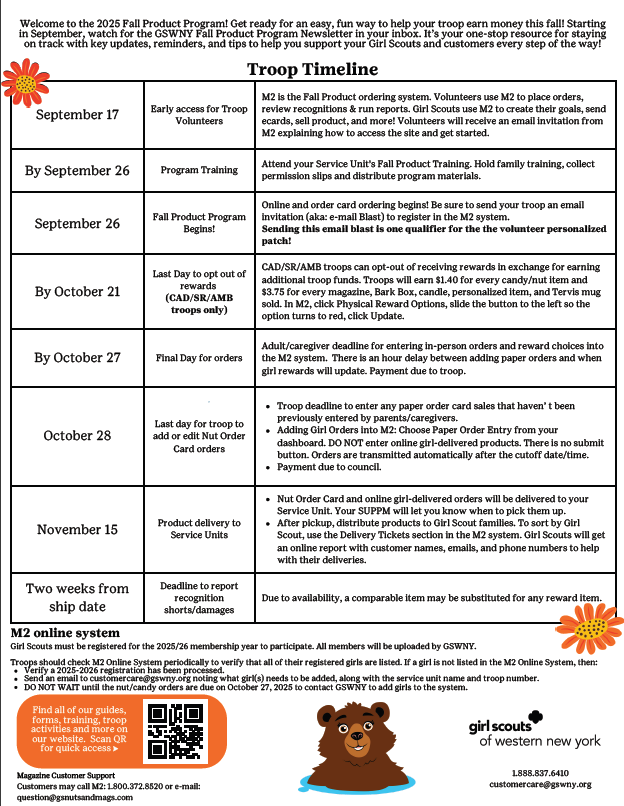 Welcome to the 2025 Fall Product Program! Get ready for an easy, fun way to help your troop earn money this fall! Starting
in September, watch for the GSWNY Fall Product Program Newsletter in your inbox. It's your one-stop resource for staying
on track with key updates, reminders, and tips to help you support your Girl Scouts and customers every step of the way!
Troop Timeline
September 17
Early access for Troop
Volunteers
M2 is the Fall Product ordering system. Volunteers use M2 to place orders,
review recognitions & run reports. Girl Scouts use M2 to create their goals, send
ecards, sell product, and more! Volunteers will receive an email invitation from
M2 explaining how to access the site and get started.
By September 26
Program Training
Attend your Service Unit's Fall Product Training. Hold family training, collect
permission slips and distribute program materials.
September 26
Fall Product Program
Begins!
Online and order card ordering begins! Be sure to send your troop an email
invitation (aka: e-mail Blast) to register in the M2 system.
Sending this email blast is one qualifier for the the volunteer personalized
patch!
By October 21
Last Day to opt out of
rewards
(CAD/SR/AMB
troops only)
CAD/SR/AMB troops can opt-out of receiving rewards in exchange for earning
additional troop funds. Troops will earn $1.40 for every candy/nut item and
$3.75 for every magazine, Bark Box, candle, personalized item, and Tervis mug
sold. In M2, click Physical Reward Options, slide the button to the left so the
option turns to red, click Update.
By October 27
Final Day for orders
Adult/caregiver deadline for entering in-person orders and reward choices into
the M2 system. There is an hour delay between adding paper orders and when
girl rewards will update. Payment due to troop.
October 28
Last day for troop to
add or edit Nut Order
Card orders
• Troop deadline to enter any paper order card sales that haven' t been
previously entered by parents/caregivers.
• Adding Girl Orders into M2: Choose Paper Order Entry from your
dashboard. DO NOT enter online girl-delivered products. There is no submit
button. Orders are transmitted automatically after the cutoff date/time.
• Payment due to council.
November 15
Product delivery to
Service Units
• Nut Order Card and online girl-delivered orders will be delivered to your
Service Unit. Your SUPPM will let you know when to pick them up.
• After pickup, distribute products to Girl Scout families. To sort by Girl
Scout, use the Delivery Tickets section in the M2 system. Girl Scouts will get
an online report with customer names, emails, and phone numbers to help
with their deliveries.
Two weeks from
ship date
Deadline to report
recognition
shorts/damages
Due to availability, a comparable item may be substituted for any reward item.
M2 online system
Girl Scouts must be registered for the 2025/26 membership year to participate. All members will be uploaded by GSWNY.
Troops should check M2 Online System periodically to verify that all of their registered girls are listed. If a girl is not listed in the M2 Online System, then:
• Verify a 2025-2026 registration has been processed.
• Send an email to customercare@gswny.org noting what girl(s) needs to be added, along with the service unit name and troop number.
• DO NOT WAIT until the nut/candy orders are due on October 27, 2025 to contact GSWNY to add girls to the system.
Find all of our guides,
forms, training, troop
activities and more on
our website. Scan QR
for quick access ➤
Magazine Customer Support
Customers may call M2: 1.800.372.8520 or e-mail:
question@gsnutsandmags.com
girl scouts
of western new york
1.888.837.6410
customercare@gswny.org